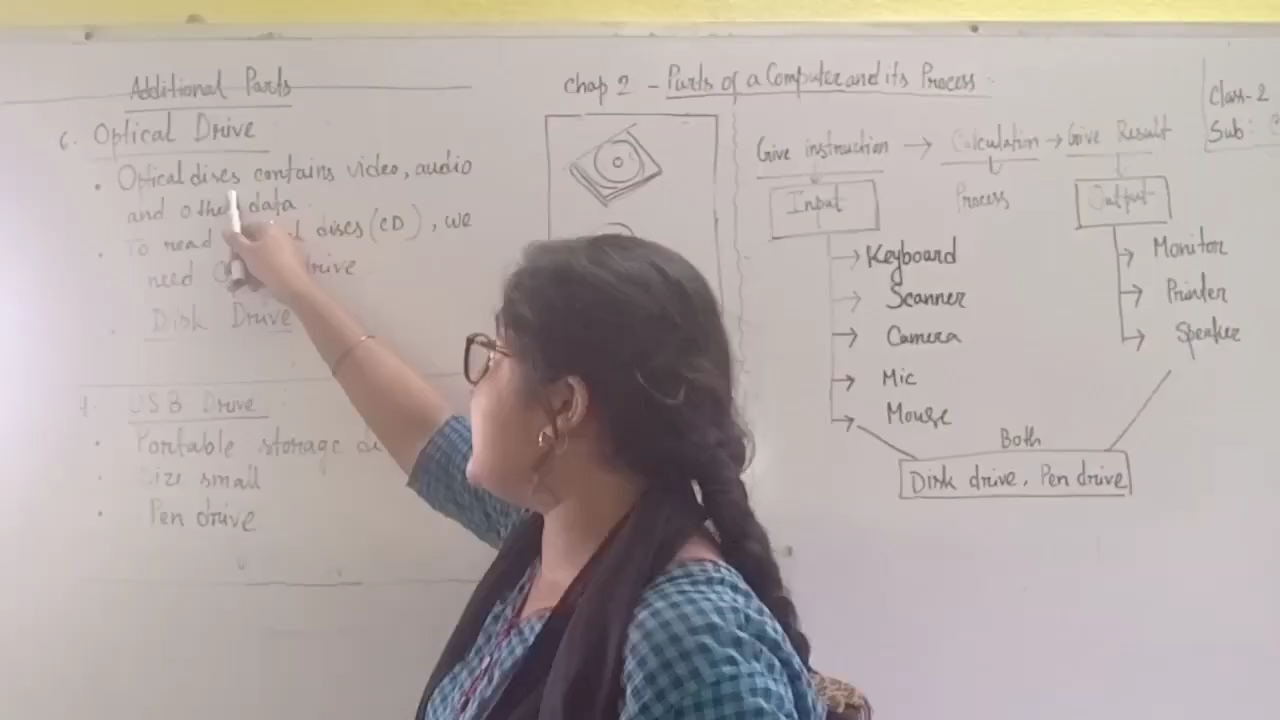 Additional Parts
6. Optical Drive
• Optical discs contains video, audio
and other data.
• To read discs (CD), we
need Drive
• Disk Drive
7. USB Drive
• Portable storage
• Size small
• Pen drive
Chap 2 - Parts of a Computer and its Process.
Give instruction → Calculation → Give Result
Input Process Output
→ Keyboard
→ Scanner
→ Camera
→ Mic
→ Mouse
→ Monitor
→ Printer
→ Speaker
Both
Disk drive, Pen drive
Class-2
Sub: